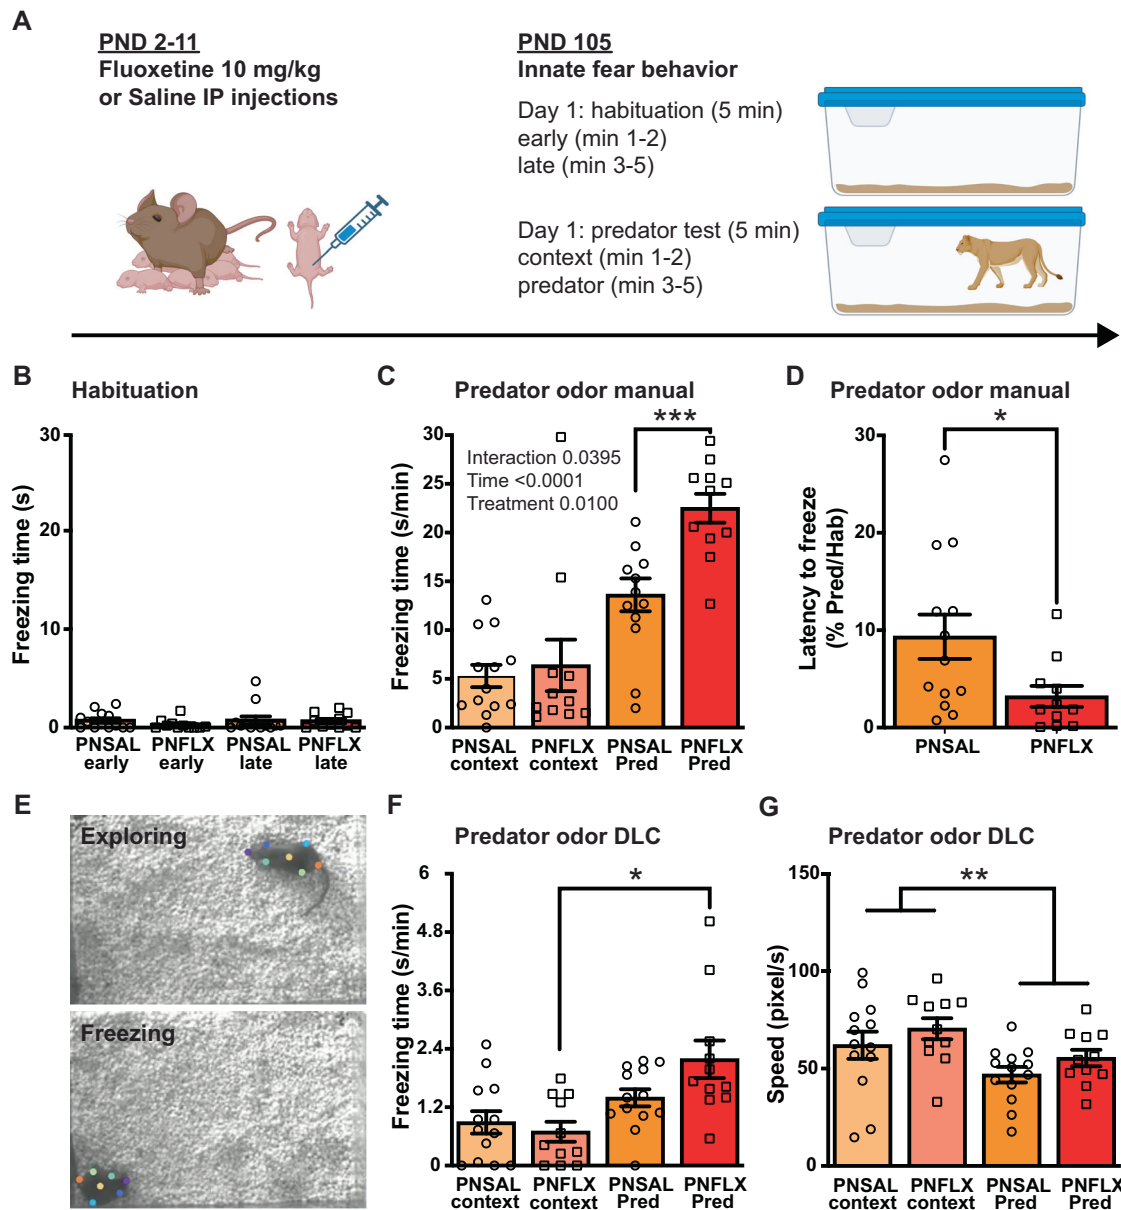 A
PND 2-11
Fluoxetine 10 mg/kg
or Saline IP injections
PND 105
Innate fear behavior
Day 1: habituation (5 min)
early (min 1-2)
late (min 3-5)
Day 1: predator test (5 min)
context (min 1-2)
predator (min 3-5)
B
Habituation
Freezing time (s)
30
20
10
0
PNSAL early
PNFLX early
PNSAL late
PNFLX late
C
Predator odor manual
***
Interaction 0.0395
Time <0.0001
Treatment 0.0100
Freezing time (s/min)
30
25
20
15
10
5
0
PNSAL context
PNFLX context
PNSAL Pred
PNFLX Pred
D
Predator odor manual
*
Latency to freeze
(% Pred/Hab)
30
20
10
0
PNSAL
PNFLX
E
Exploring
Freezing
F
Predator odor DLC
*
Freezing time (s/min)
6
4.8
3.6
2.4
1.2
0
PNSAL context
PNFLX context
PNSAL Pred
PNFLX Pred
G
Predator odor DLC
**
Speed (pixel/s)
150
100
50
0
PNSAL context
PNFLX context
PNSAL Pred
PNFLX Pred